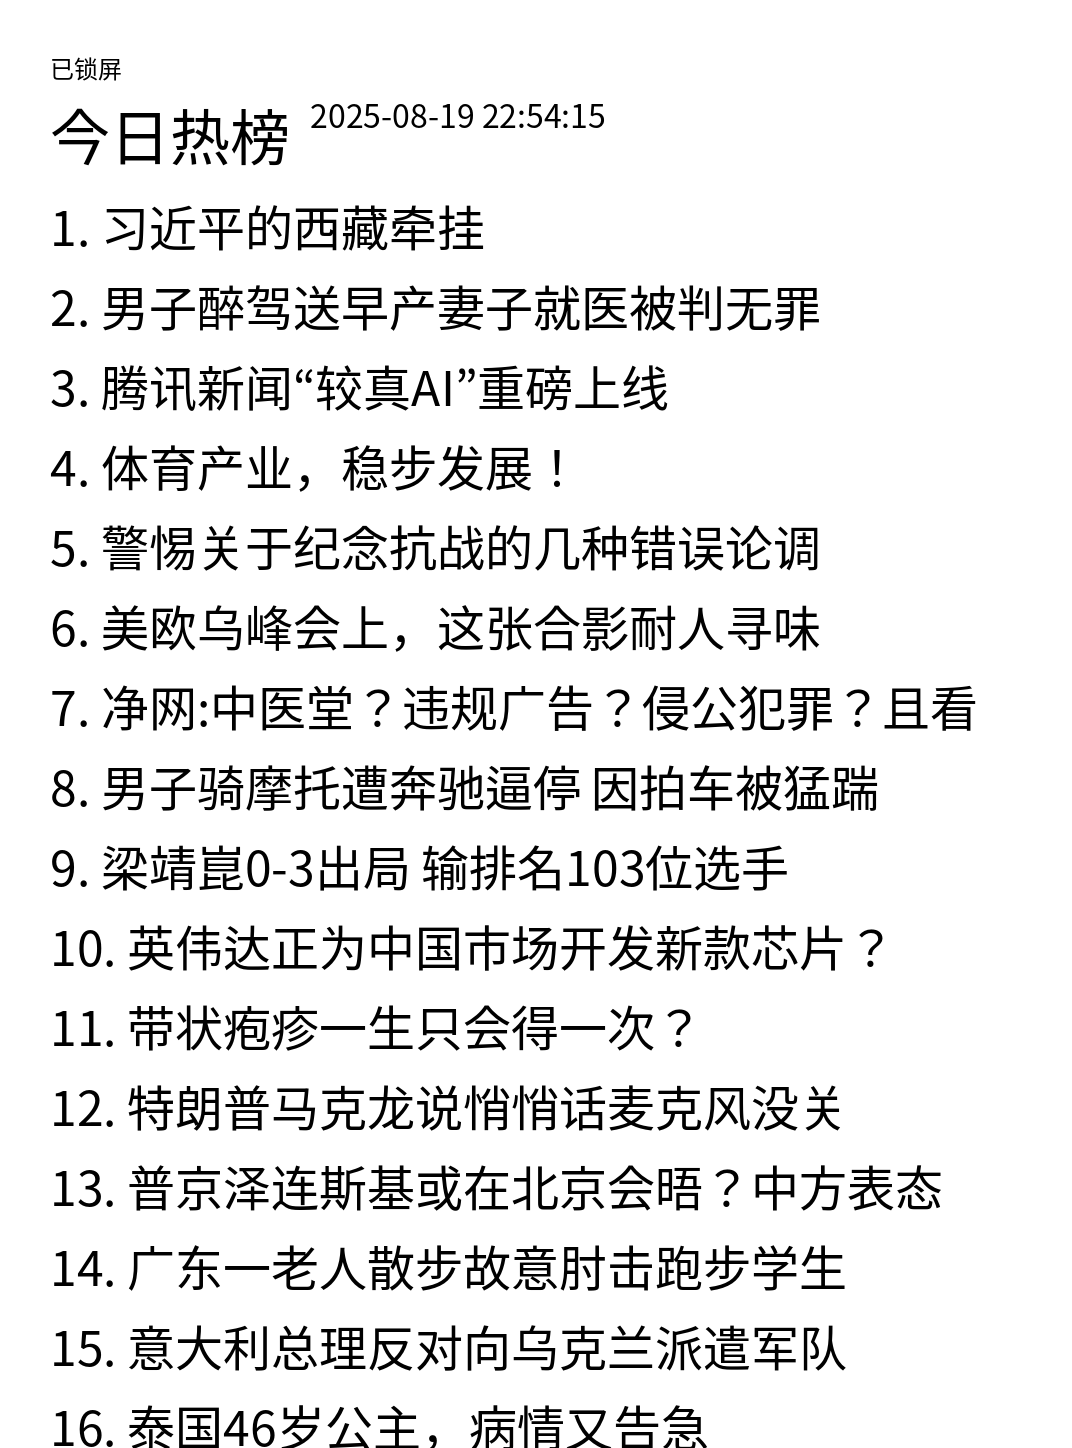 已锁屏
今日热榜 2025-08-19 22:54:15
1. 习近平的西藏牵挂
2. 男子醉驾送早产妻子就医被判无罪
3. 腾讯新闻“较真AI”重磅上线
4. 体育产业，稳步发展！
5. 警惕关于纪念抗战的几种错误论调
6. 美欧乌峰会上，这张合影耐人寻味
7. 净网:中医堂？违规广告？侵公犯罪？且看
8. 男子骑摩托遭奔驰逼停 因拍车被猛踹
9. 梁靖崑0-3出局 输排名103位选手
10. 英伟达正为中国市场开发新款芯片？
11. 带状疱疹一生只会得一次？
12. 特朗普马克龙说悄悄话麦克风没关
13. 普京泽连斯基或在北京会晤？中方表态
14. 广东一老人散步故意肘击跑步学生
15. 意大利总理反对向乌克兰派遣军队
16. 泰国46岁公主，病情又告急